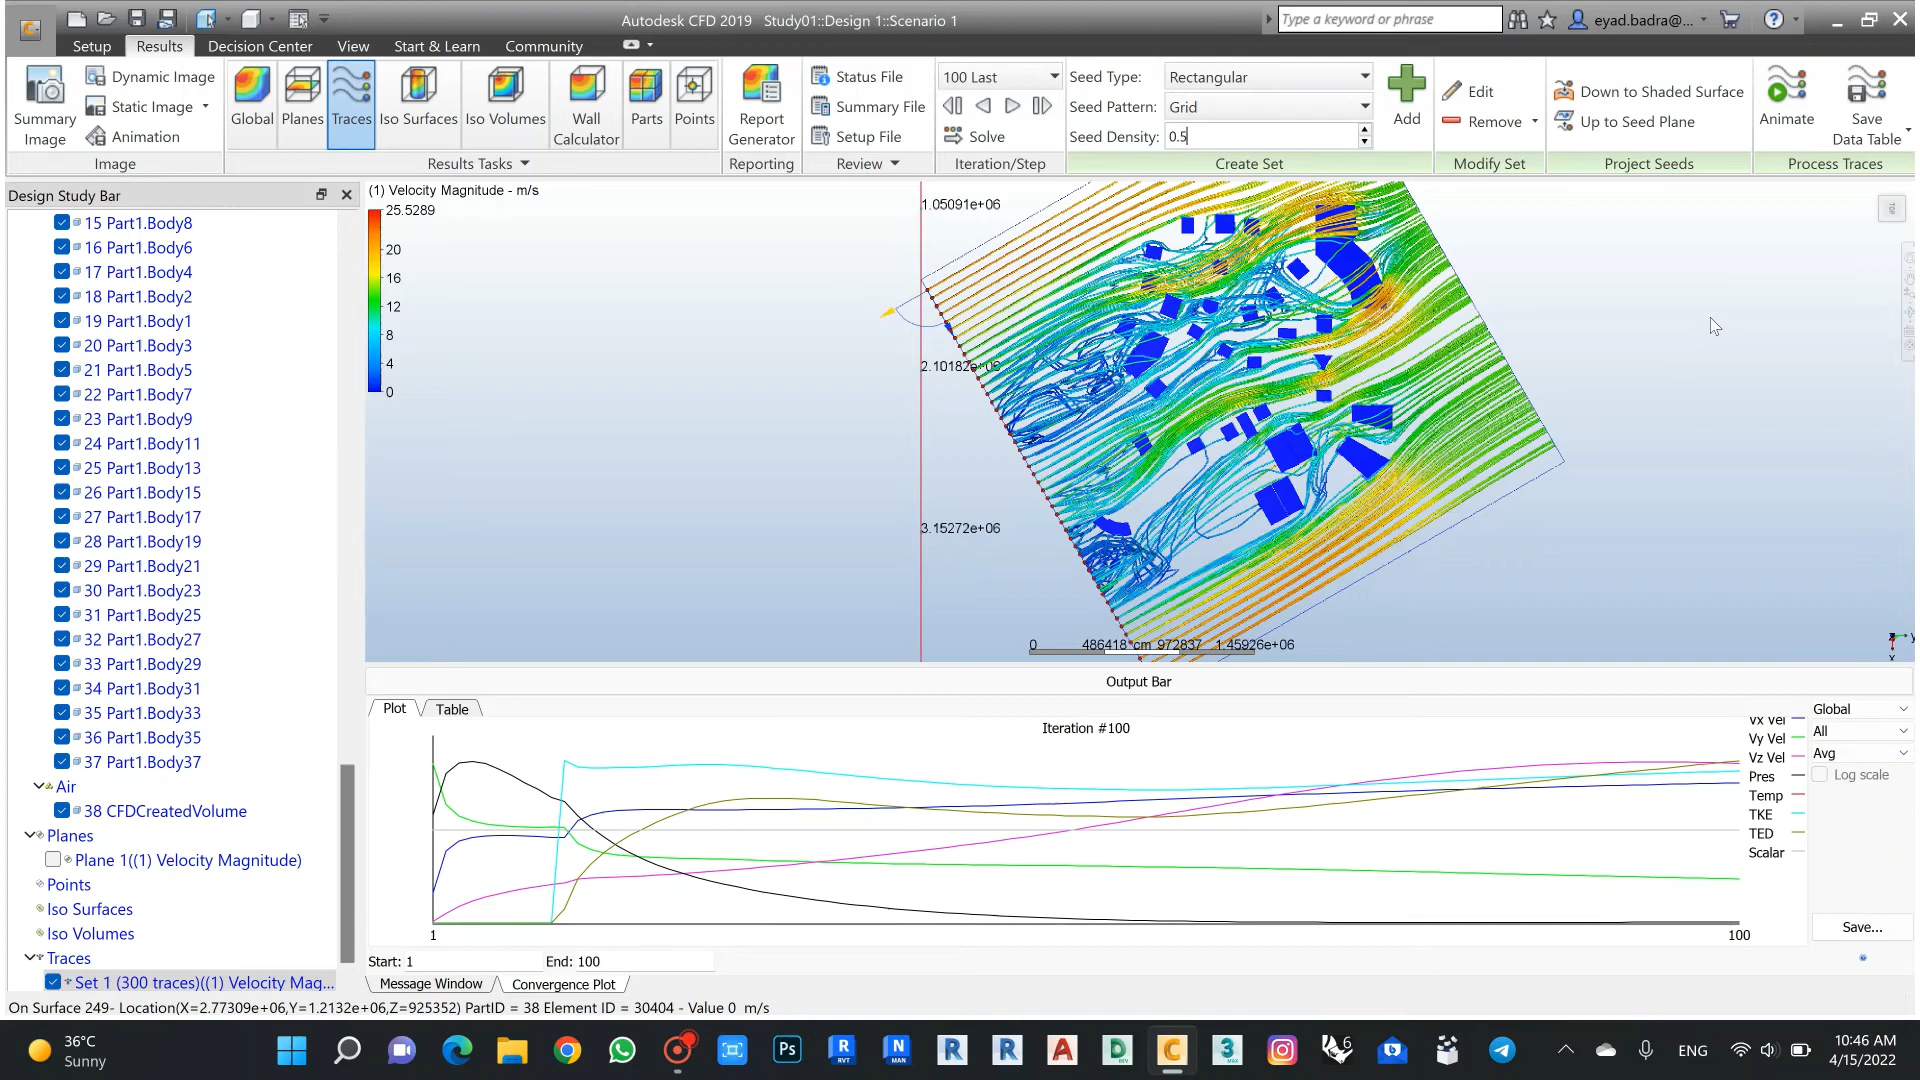 Autodesk CFD 2019   Study01::Design 1::Scenario 1
Type a keyword or phrase
eyad.badra@...
Setup
Results
Decision Center
View
Start & Learn
Community
Summary Image
Dynamic Image
Static Image
Animation
Image
Global
Planes
Traces
Iso Surfaces
Iso Volumes
Wall Calculator
Parts
Points
Results Tasks
Report Generator
Reporting
Status File
Summary File
Setup File
Review
100 Last
Solve
Iteration/Step
Seed Type:
Rectangular
Seed Pattern:
Grid
Seed Density:
0.5
Add
Create Set
Edit
Remove
Modify Set
Down to Shaded Surface
Up to Seed Plane
Project Seeds
Animate
Save Data Table
Process Traces
Design Study Bar
15 Part1.Body8
16 Part1.Body6
17 Part1.Body4
18 Part1.Body2
19 Part1.Body1
20 Part1.Body3
21 Part1.Body5
22 Part1.Body7
23 Part1.Body9
24 Part1.Body11
25 Part1.Body13
26 Part1.Body15
27 Part1.Body17
28 Part1.Body19
29 Part1.Body21
30 Part1.Body23
31 Part1.Body25
32 Part1.Body27
33 Part1.Body29
34 Part1.Body31
35 Part1.Body33
36 Part1.Body35
37 Part1.Body37
Air
38 CFDCreatedVolume
Planes
Plane 1((1) Velocity Magnitude)
Points
Iso Surfaces
Iso Volumes
Traces
Set 1 (300 traces)((1) Velocity Mag...
(1) Velocity Magnitude - m/s
25.5289
20
16
12
8
4
0
1.05091e+06
2.10182e+06
3.15272e+06
0
486418 cm 972837
1.45926e+06
TOP
Y
X
Output Bar
Plot
Table
Iteration #100
Vx Vel
Vy Vel
Vz Vel
Pres
Temp
TKE
TED
Scalar
Global
All
Avg
Log scale
Save...
1
100
Start: 1
End: 100
Message Window
Convergence Plot
On Surface 249- Location(X=2.77309e+06,Y=1.2132e+06,Z=925352) PartID = 38 Element ID = 30404 - Value 0  m/s
36°C
Sunny
Ps
R
RVT
N
MAN
R
R
A
D
C
3
6
ENG
10:46 AM
4/15/2022